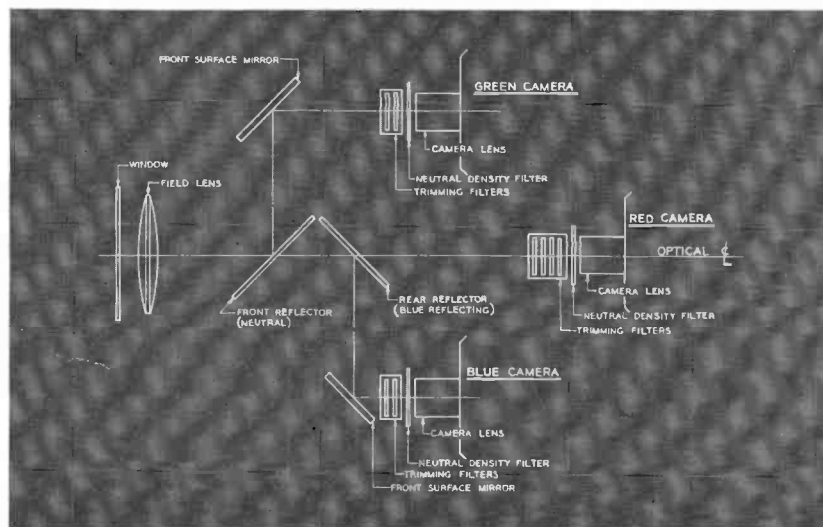 FRONT SURFACE MIRROR
GREEN CAMERA
CAMERA LENS
NEUTRAL DENSITY FILTER
TRIMMING FILTERS
WINDOW
FIELD LENS
RED CAMERA
OPTICAL ℄
CAMERA LENS
NEUTRAL DENSITY FILTER
TRIMMING FILTERS
FRONT REFLECTOR
(NEUTRAL)
REAR REFLECTOR
(BLUE REFLECTING)
BLUE CAMERA
CAMERA LENS
NEUTRAL DENSITY FILTER
TRIMMING FILTERS
FRONT SURFACE MIRROR